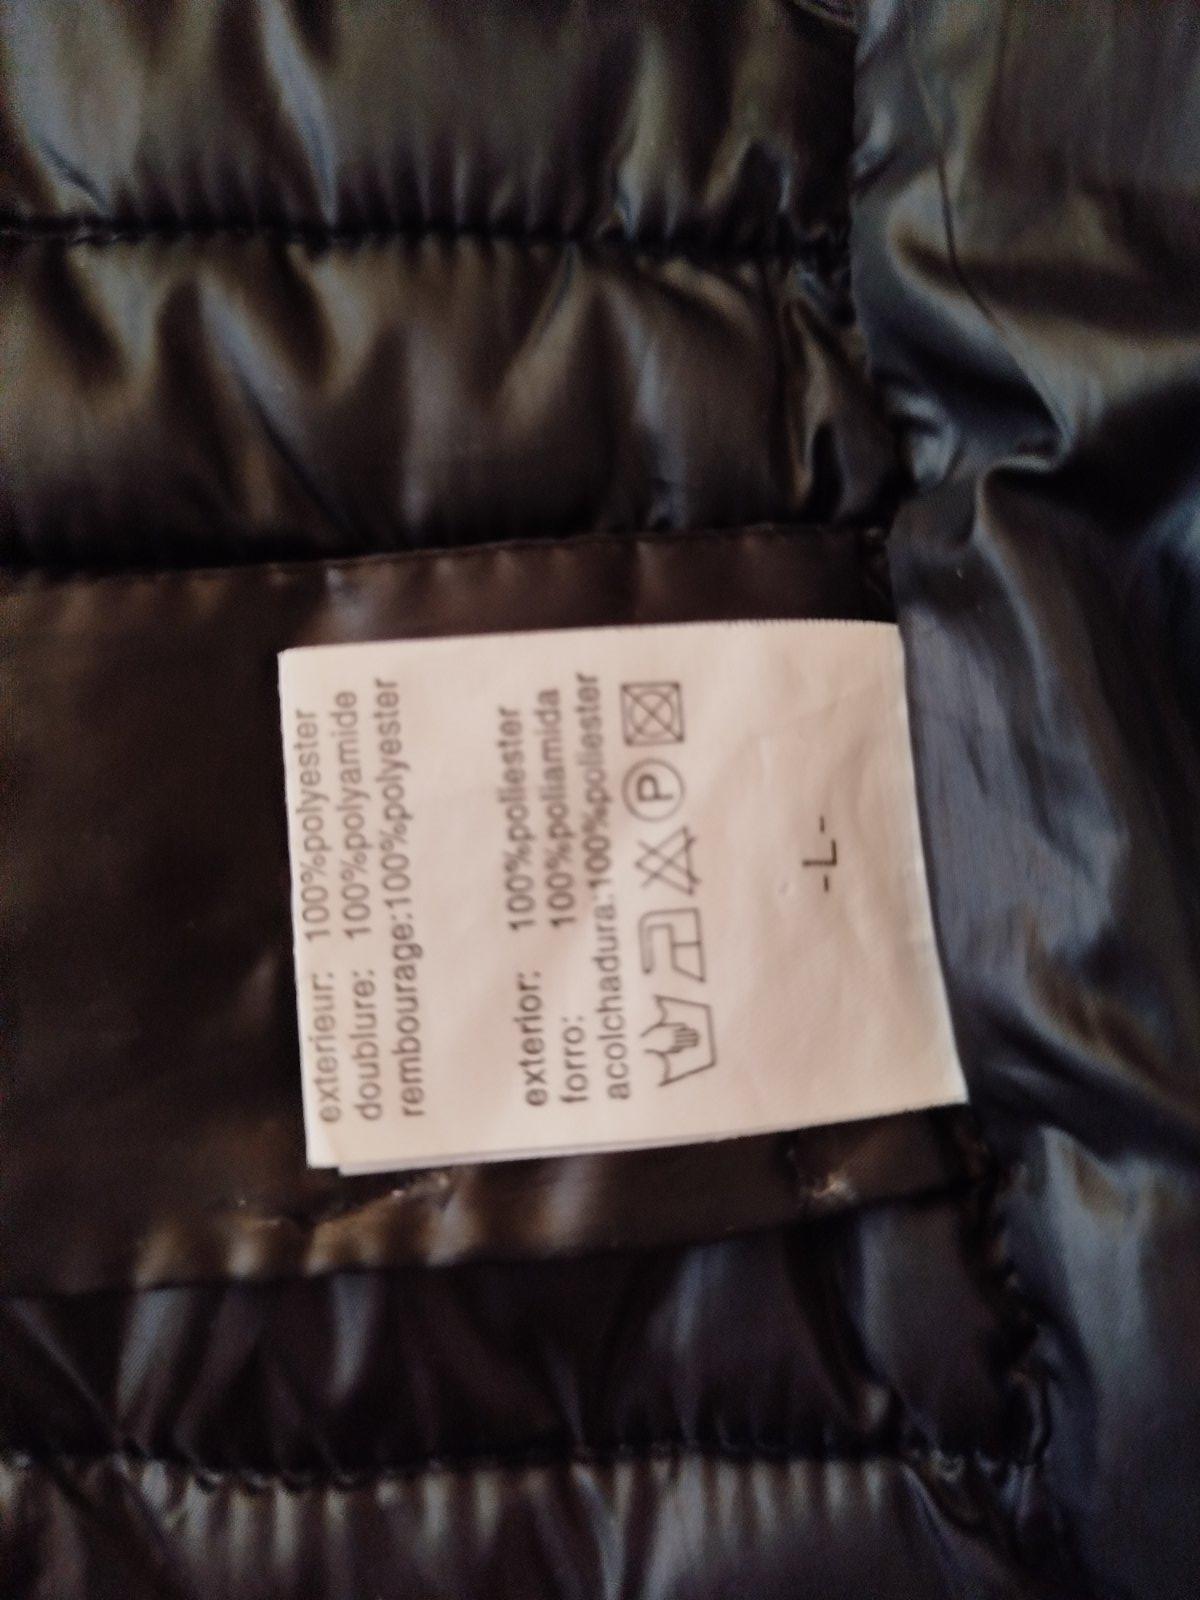 exterieur: 100%polyester
doublure: 100%polyamide
rembourage:100%polyester
exterior: 100%poliester
forro: 100%poliamida
acolchadura:100%poliester
P
-L-